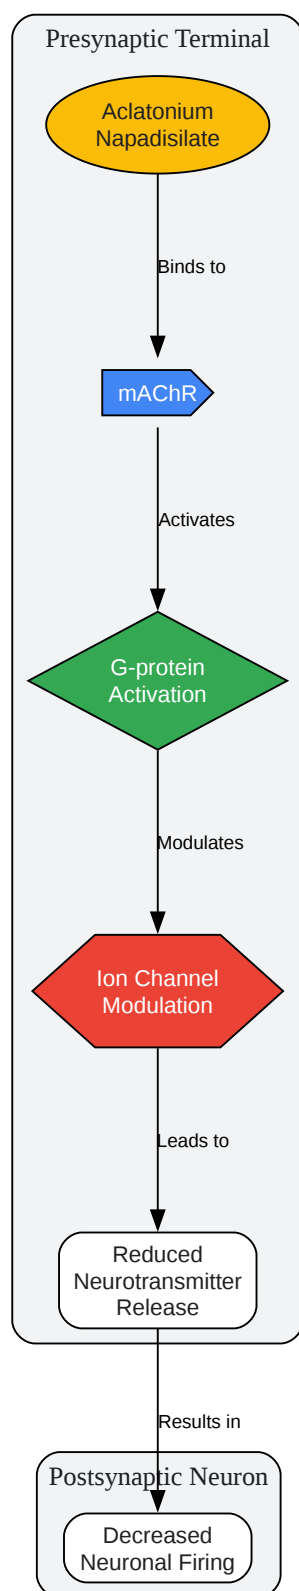 Presynaptic Terminal
Aclatonium
Napadisilate
Binds to
mAChR
Activates
G-protein
Activation
Modulates
Ion Channel
Modulation
Leads to
Reduced
Neurotransmitter
Release
Results in
Postsynaptic Neuron
Decreased
Neuronal Firing